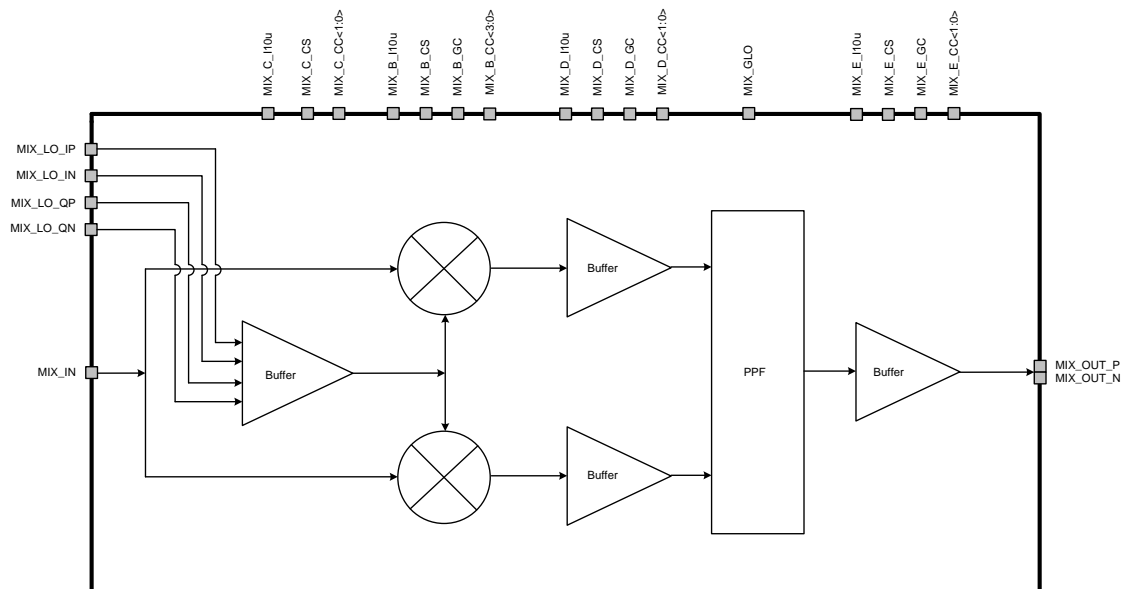 MIX_C_I10u
MIX_C_CS
MIX_C_CC<1:0>
MIX_B_I10u
MIX_B_CS
MIX_B_GC
MIX_B_CC<3:0>
MIX_D_I10u
MIX_D_CS
MIX_D_GC
MIX_D_CC<1:0>
MIX_GLO
MIX_E_I10u
MIX_E_CS
MIX_E_GC
MIX_E_CC<1:0>
MIX_LO_IP
MIX_LO_IN
MIX_LO_QP
MIX_LO_QN
Buffer
MIX_IN
Buffer
PPF
Buffer
MIX_OUT_P
MIX_OUT_N
Buffer